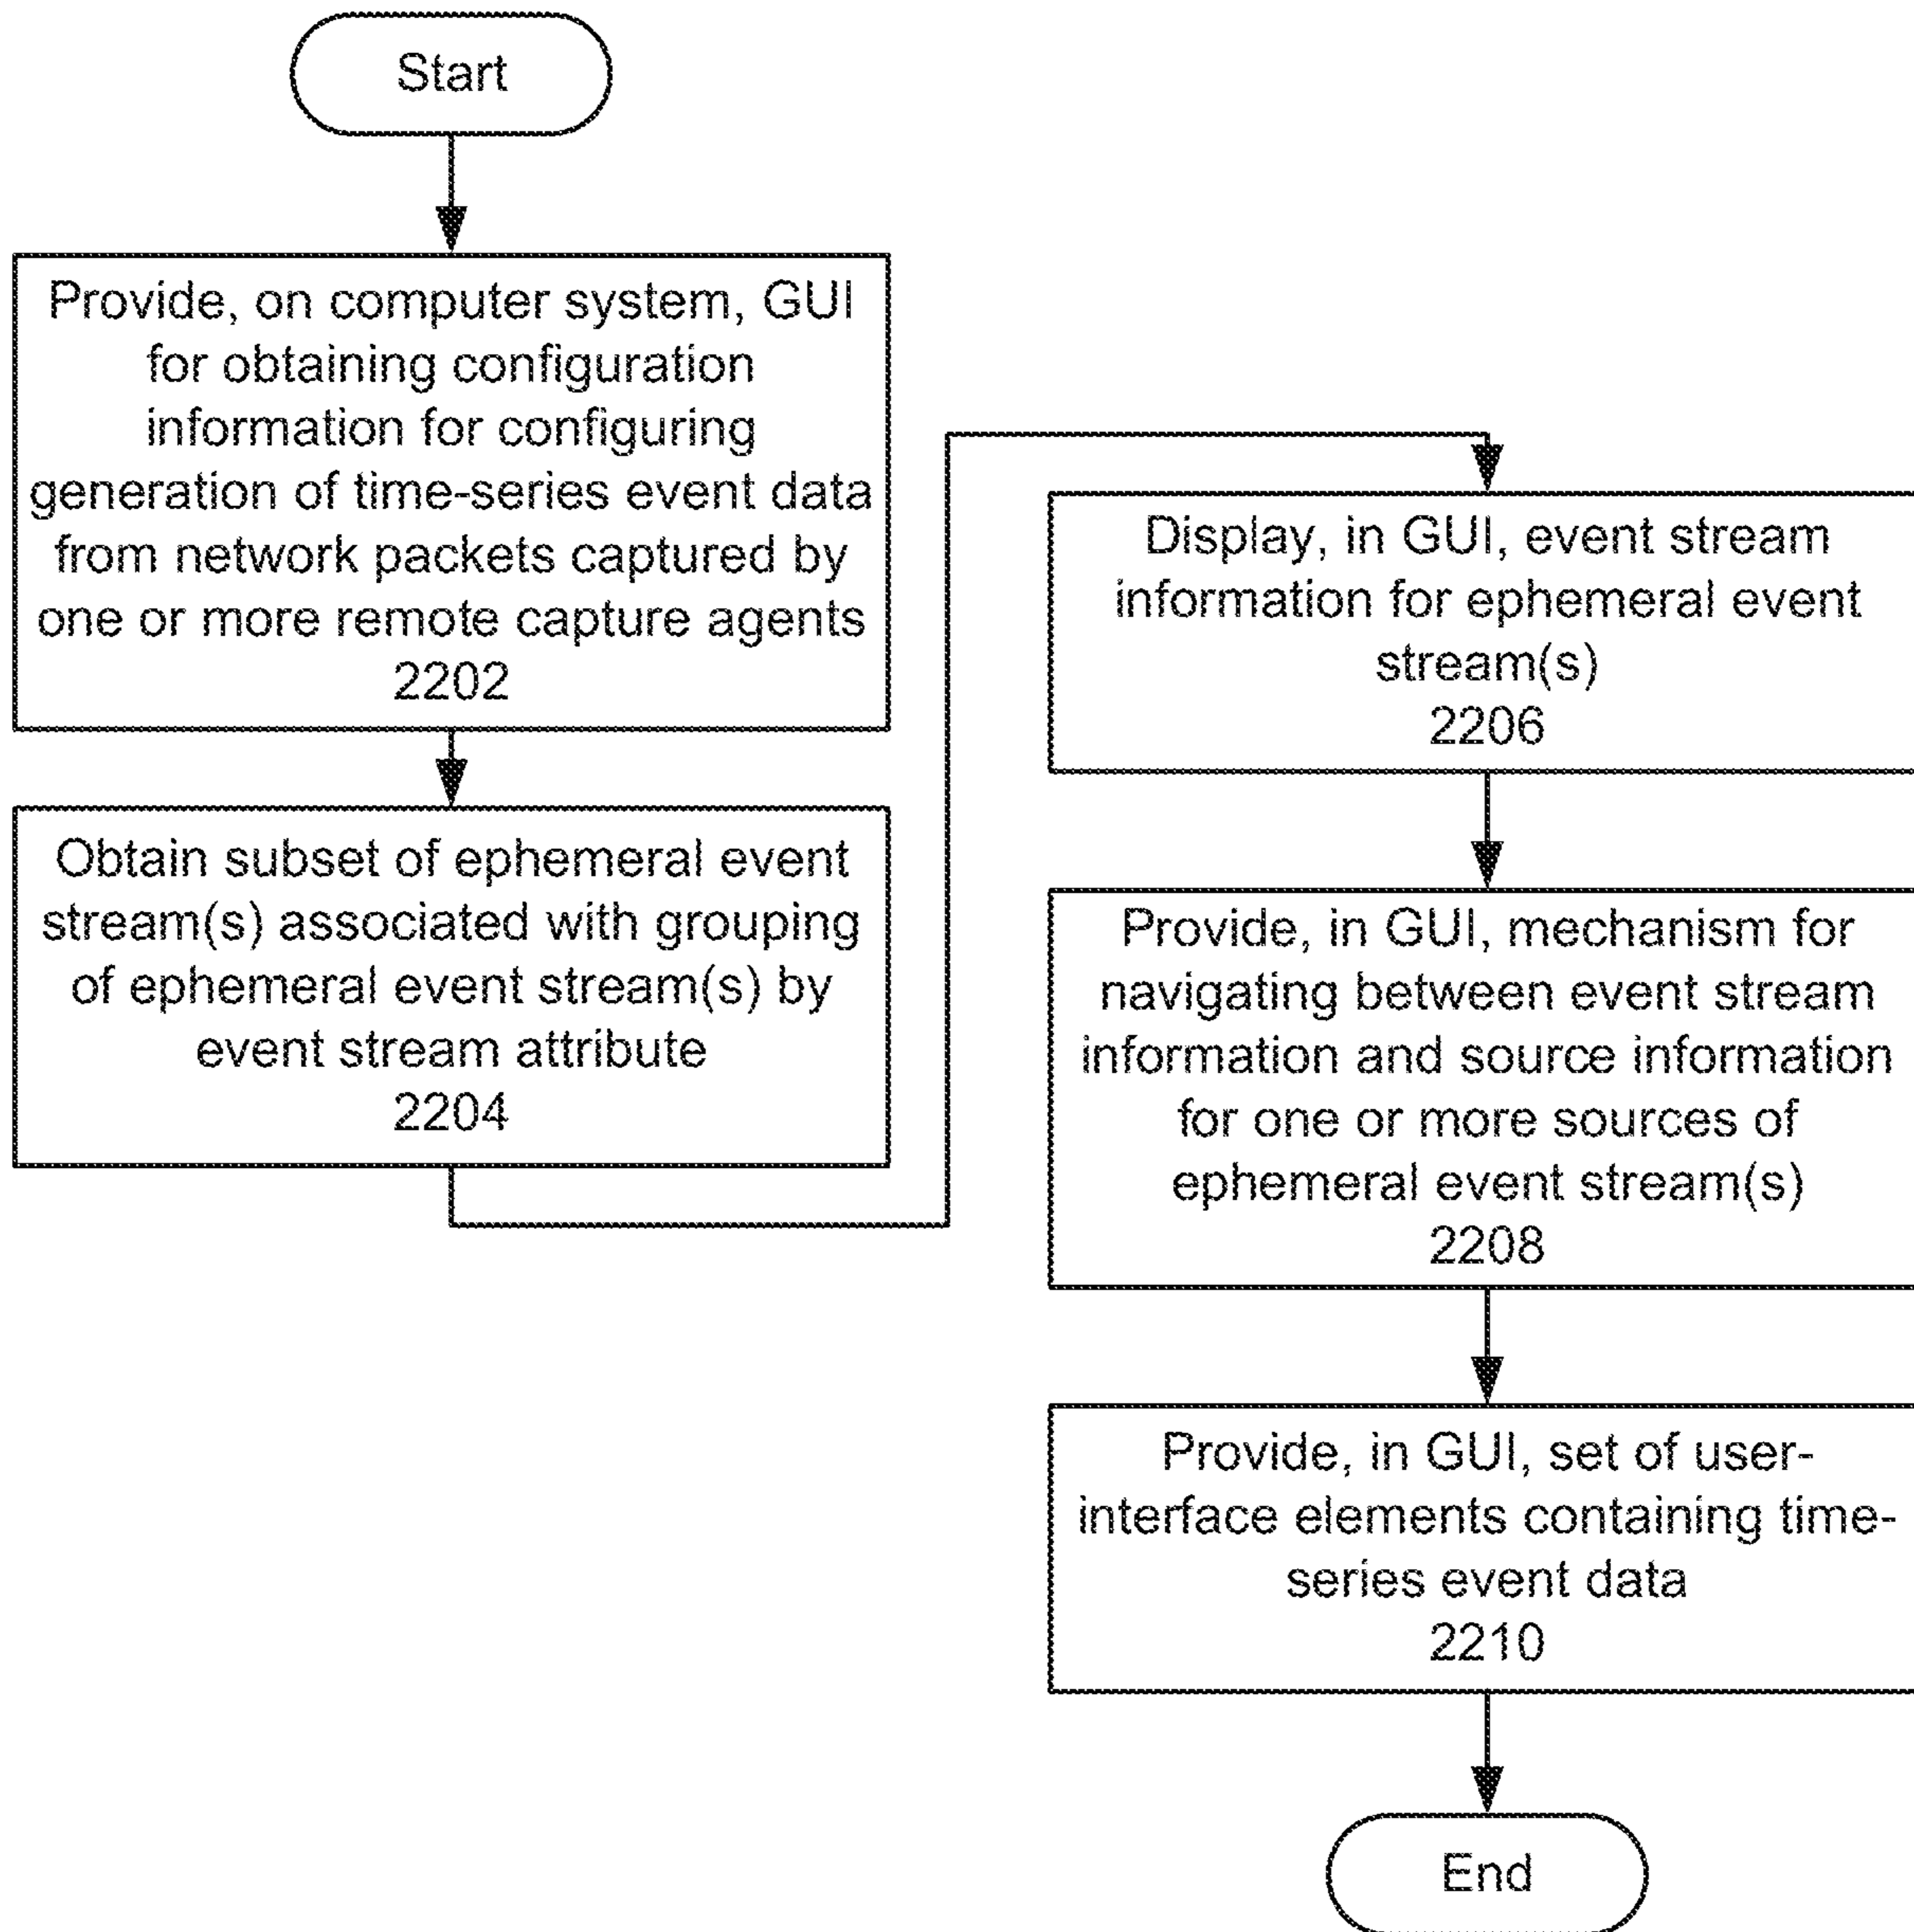 Start
Provide, on computer system, GUI
for obtaining configuration
information for configuring
generation of time-series event data
from network packets captured by
one or more remote capture agents
2202
Obtain subset of ephemeral event
stream(s) associated with grouping
of ephemeral event stream(s) by
event stream attribute
2204
Display, in GUI, event stream
information for ephemeral event
stream(s)
2206
Provide, in GUI, mechanism for
navigating between event stream
information and source information
for one or more sources of
ephemeral event stream(s)
2208
Provide, in GUI, set of user-
interface elements containing time-
series event data
2210
End